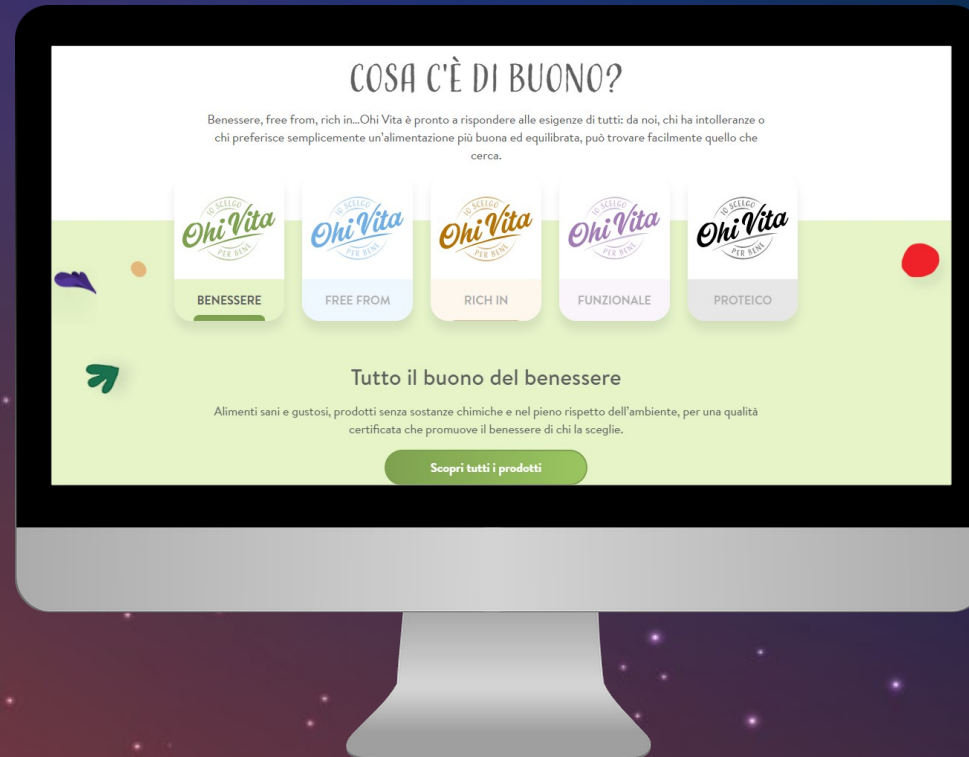 COSA C'È DI BUONO?
Benessere, free from, rich in...Ohi Vita è pronto a rispondere alle esigenze di tutti: da noi, chi ha intolleranze o
chi preferisce semplicemente un'alimentazione più buona ed equilibrata, può trovare facilmente quello che
cerca.
IO SCELGO
Ohi Vita
PER BENE
BENESSERE
IO SCELGO
Ohi Vita
PER BENE
FREE FROM
IO SCELGO
Ohi Vita
PER BENE
RICH IN
IO SCELGO
Ohi Vita
PER BENE
FUNZIONALE
IO SCELGO
Ohi Vita
PER BENE
PROTEICO
Tutto il buono del benessere
Alimenti sani e gustosi, prodotti senza sostanze chimiche e nel pieno rispetto dell'ambiente, per una qualità
certificata che promuove il benessere di chi la sceglie.
Scopri tutti i prodotti